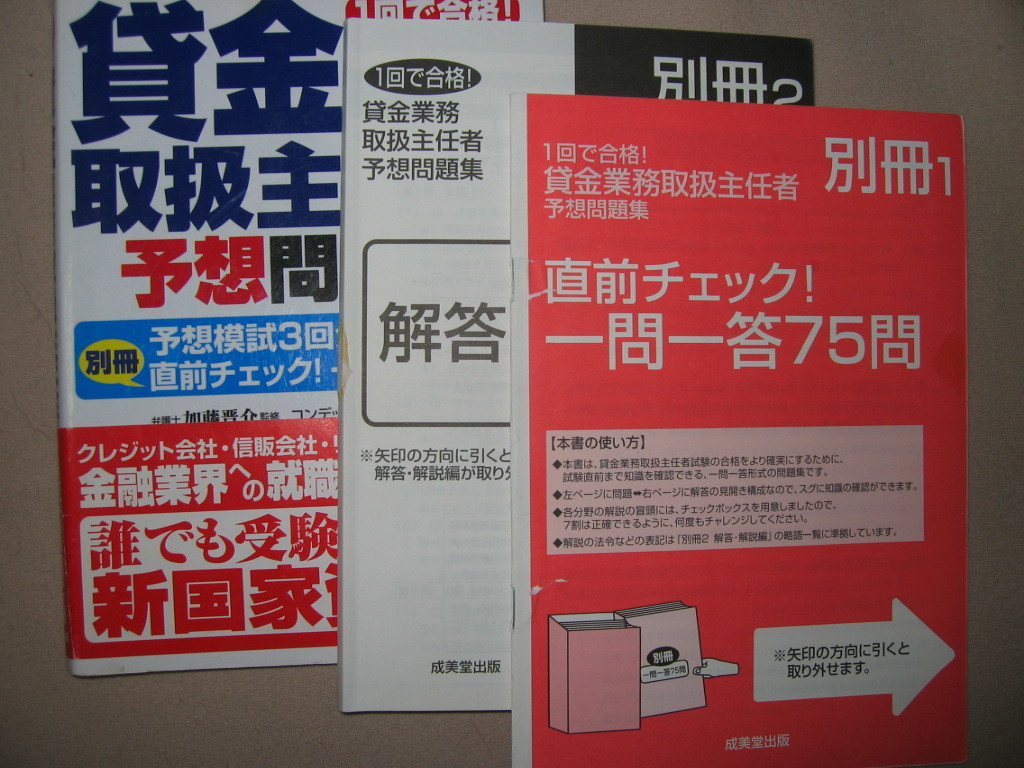 1回で合格!
貸金
取扱主
予想問
別冊
予想模試3回
直前チェック!・
弁護士 加藤晋介 監修 コンデッ
クレジット会社・信販会社・
金融業界への就職
誰でも受験
新国家資
別冊2
1回で合格!
貸金業務
取扱主任者
予想問題集
解答
※矢印の方向に引くと
解答・解説編が取り外
成美堂出版
別冊1
1回で合格!
貸金業務取扱主任者
予想問題集
直前チェック!
一問一答75問
【本書の使い方】
◆本書は、貸金業務取扱主任者試験の合格をより確実にするために、
試験直前まで知識を確認できる、一問一答形式の問題集です。
◆左ページに問題⇔右ページに解答の見開き構成なので、スグに知識の確認ができます。
◆各分野の解説の冒頭には、チェックボックスを用意しましたので、
7割は正確できるように、何度もチャレンジしてください。
◆解説の法令などの表記は『別冊2 解答・解説編』の略語一覧に準拠しています。
別冊
一問一答75問
※矢印の方向に引くと
取り外せます。
成美堂出版